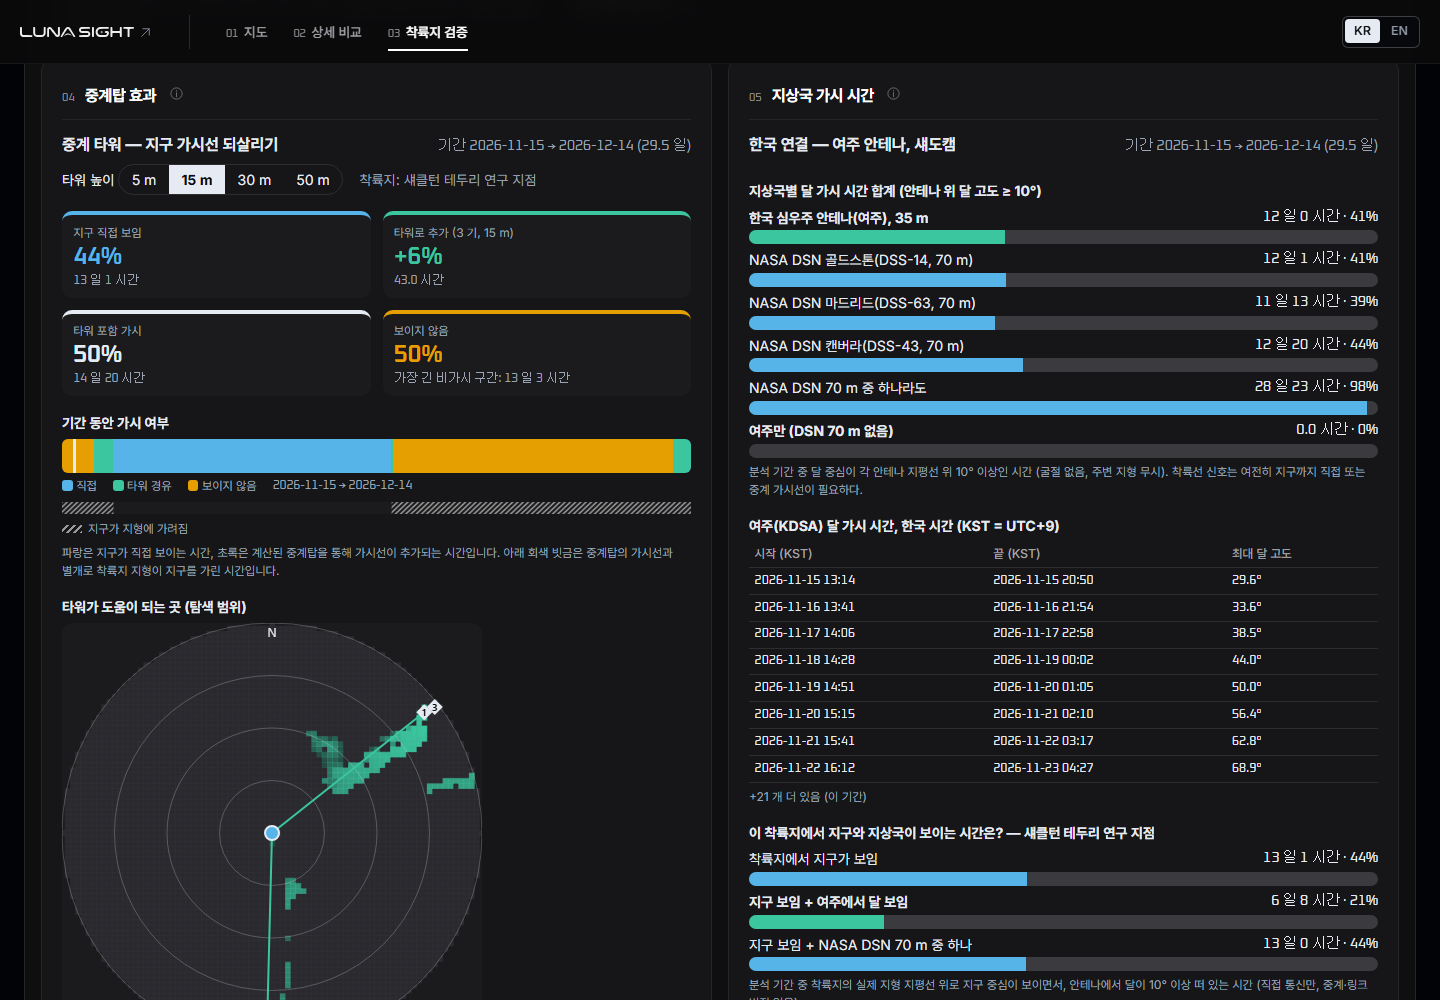 LUNA SIGHT
01 지도
02 상세 비교
03 착륙지 검증
KR EN
04 중계탑 효과
중계 타워 — 지구 가시선 되살리기
기간 2026-11-15 → 2026-12-14 (29.5 일)
타워 높이 5 m 15 m 30 m 50 m 착륙지: 섀클턴 테두리 연구 지점
지구 직접 보임
44%
13 일 1 시간
타워로 추가 (3 기, 15 m)
+6%
43.0 시간
타워 포함 가시
50%
14 일 20 시간
보이지 않음
50%
가장 긴 비가시 구간: 13 일 3 시간
기간 동안 가시 여부
직접 타워 경유 보이지 않음 2026-11-15 → 2026-12-14
지구가 지형에 가려짐
파랑은 지구가 직접 보이는 시간, 초록은 계산된 중계탑을 통해 가시선이 추가되는 시간입니다. 아래 회색 빗금은 중계탑의 가시선과
별개로 착륙지 지형이 지구를 가린 시간입니다.
타워가 도움이 되는 곳 (탐색 범위)
N
1 3
05 지상국 가시 시간
한국 연결 — 여주 안테나, 섀도캠
기간 2026-11-15 → 2026-12-14 (29.5 일)
지상국별 달 가시 시간 합계 (안테나 위 달 고도 ≥ 10°)
한국 심우주 안테나(여주), 35 m 12 일 0 시간 · 41%
NASA DSN 골드스톤(DSS-14, 70 m) 12 일 1 시간 · 41%
NASA DSN 마드리드(DSS-63, 70 m) 11 일 13 시간 · 39%
NASA DSN 캔버라(DSS-43, 70 m) 12 일 20 시간 · 44%
NASA DSN 70 m 중 하나라도 28 일 23 시간 · 98%
여주만 (DSN 70 m 없음) 0.0 시간 · 0%
분석 기간 중 달 중심이 각 안테나 지평선 위 10° 이상인 시간 (굴절 없음, 주변 지형 무시). 착륙선 신호는 여전히 지구까지 직접 또는
중계 가시선이 필요하다.
여주(KDSA) 달 가시 시간, 한국 시간 (KST = UTC+9)
시작 (KST) 끝 (KST) 최대 달 고도
2026-11-15 13:14 2026-11-15 20:50 29.6°
2026-11-16 13:41 2026-11-16 21:54 33.6°
2026-11-17 14:06 2026-11-17 22:58 38.5°
2026-11-18 14:28 2026-11-19 00:02 44.0°
2026-11-19 14:51 2026-11-20 01:05 50.0°
2026-11-20 15:15 2026-11-21 02:10 56.4°
2026-11-21 15:41 2026-11-22 03:17 62.8°
2026-11-22 16:12 2026-11-23 04:27 68.9°
+21 개 더 있음 (이 기간)
이 착륙지에서 지구와 지상국이 보이는 시간은? — 섀클턴 테두리 연구 지점
착륙지에서 지구가 보임 13 일 1 시간 · 44%
지구 보임 + 여주에서 달 보임 6 일 8 시간 · 21%
지구 보임 + NASA DSN 70 m 중 하나 13 일 0 시간 · 44%
분석 기간 중 착륙지의 실제 지형 지평선 위로 지구 중심이 보이면서, 안테나에서 달이 10° 이상 떠 있는 시간 (직접 통신만, 중계·링크